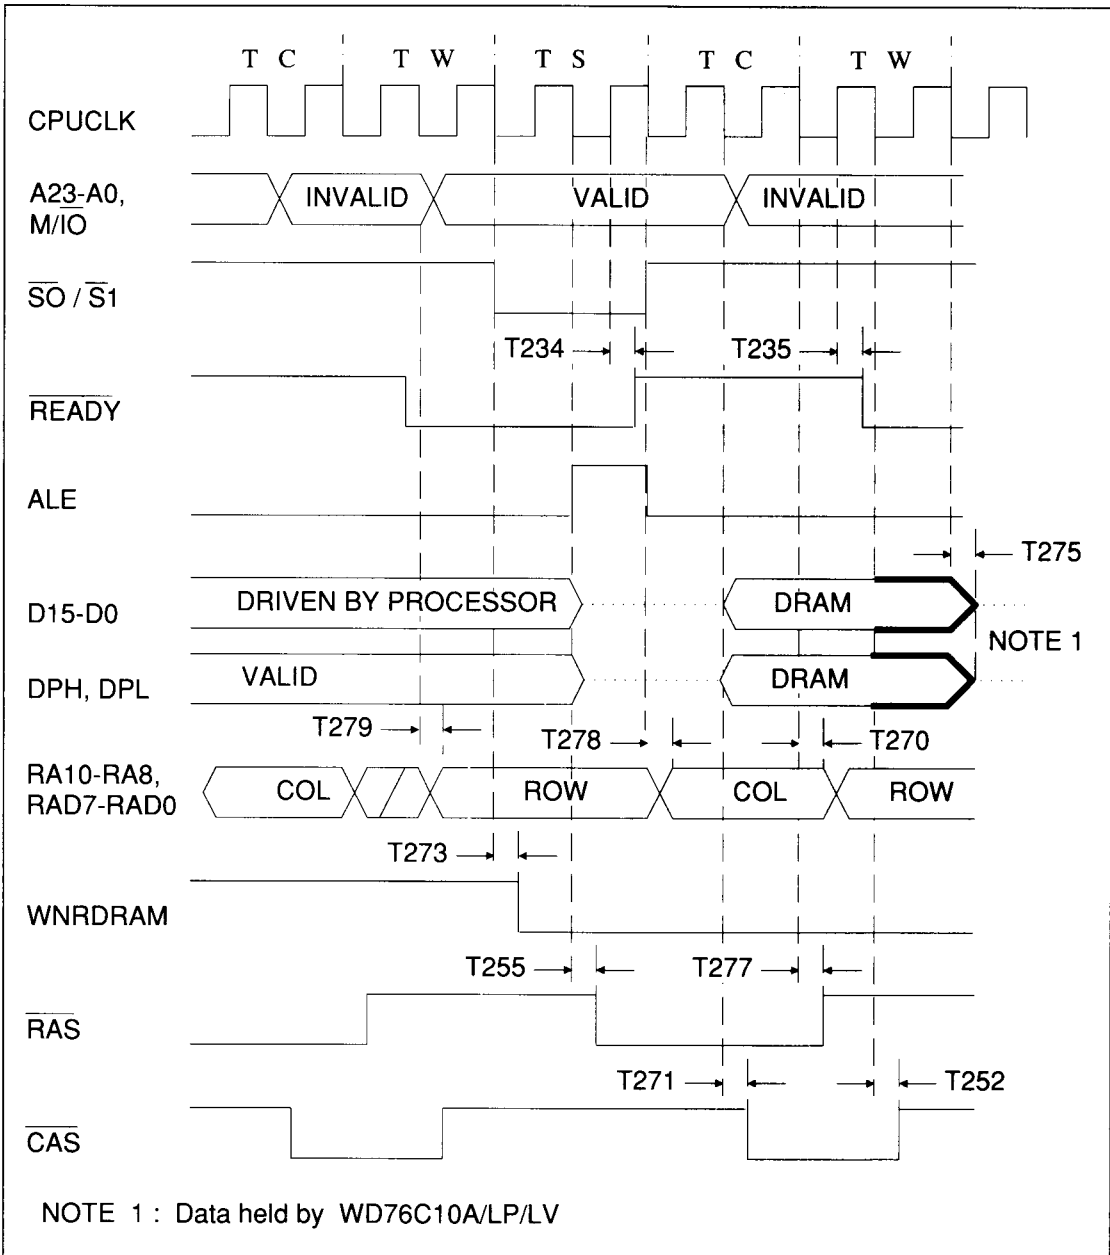 T C T W T S T C T W
CPUCLK
A23-A0,
M/IO
INVALID VALID INVALID
SO / S1
T234 T235
READY
ALE
T275
D15-D0
DRIVEN BY PROCESSOR DRAM
NOTE 1
DPH, DPL
VALID DRAM
T279 T278 T270
RA10-RA8,
RAD7-RAD0
COL ROW COL ROW
T273
WNRDRAM
T255 T277
RAS
T271 T252
CAS
NOTE 1 : Data held by WD76C10A/LP/LV